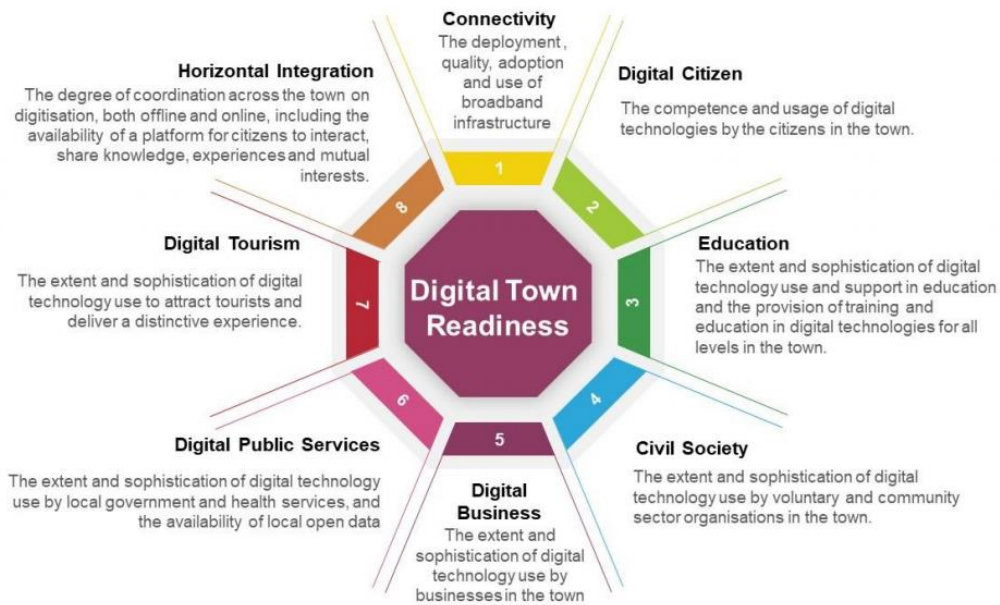 Connectivity
The deployment,
quality, adoption
and use of
broadband
infrastructure
1
Digital Citizen
The competence and usage of digital
technologies by the citizens in the town.
2
Education
The extent and sophistication of digital
technology use and support in education
and the provision of training and
education in digital technologies for all
levels in the town.
3
Civil Society
The extent and sophistication of digital
technology use by voluntary and community
sector organisations in the town.
4
Digital
Business
The extent and
sophistication of digital
technology use by
businesses in the town
5
Digital Public Services
The extent and sophistication of digital technology
use by local government and health services, and
the availability of local open data
6
Digital Tourism
The extent and sophistication of digital
technology use to attract tourists and
deliver a distinctive experience.
7
Horizontal Integration
The degree of coordination across the town on
digitisation, both offline and online, including the
availability of a platform for citizens to interact,
share knowledge, experiences and mutual
interests.
8
Digital Town
Readiness